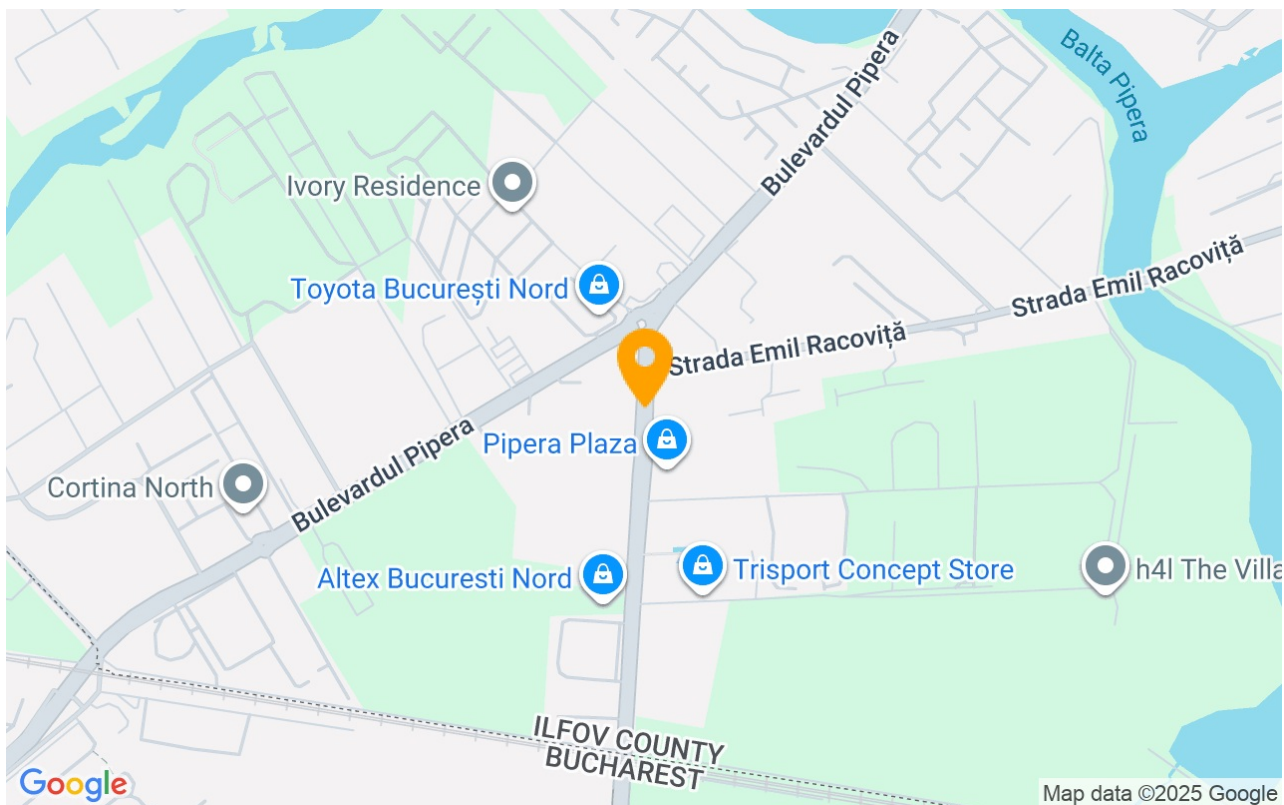 Balta Pipera
Bulevardul Pipera
Ivory Residence
Toyota București Nord
Strada Emil Racoviță
Strada Emil Racoviță
Pipera Plaza
Bulevardul Pipera
Cortina North
Altex Bucuresti Nord
Trisport Concept Store
h4l The Villa
ILFOV COUNTY
BUCHAREST
Google
Map data ©2025 Google